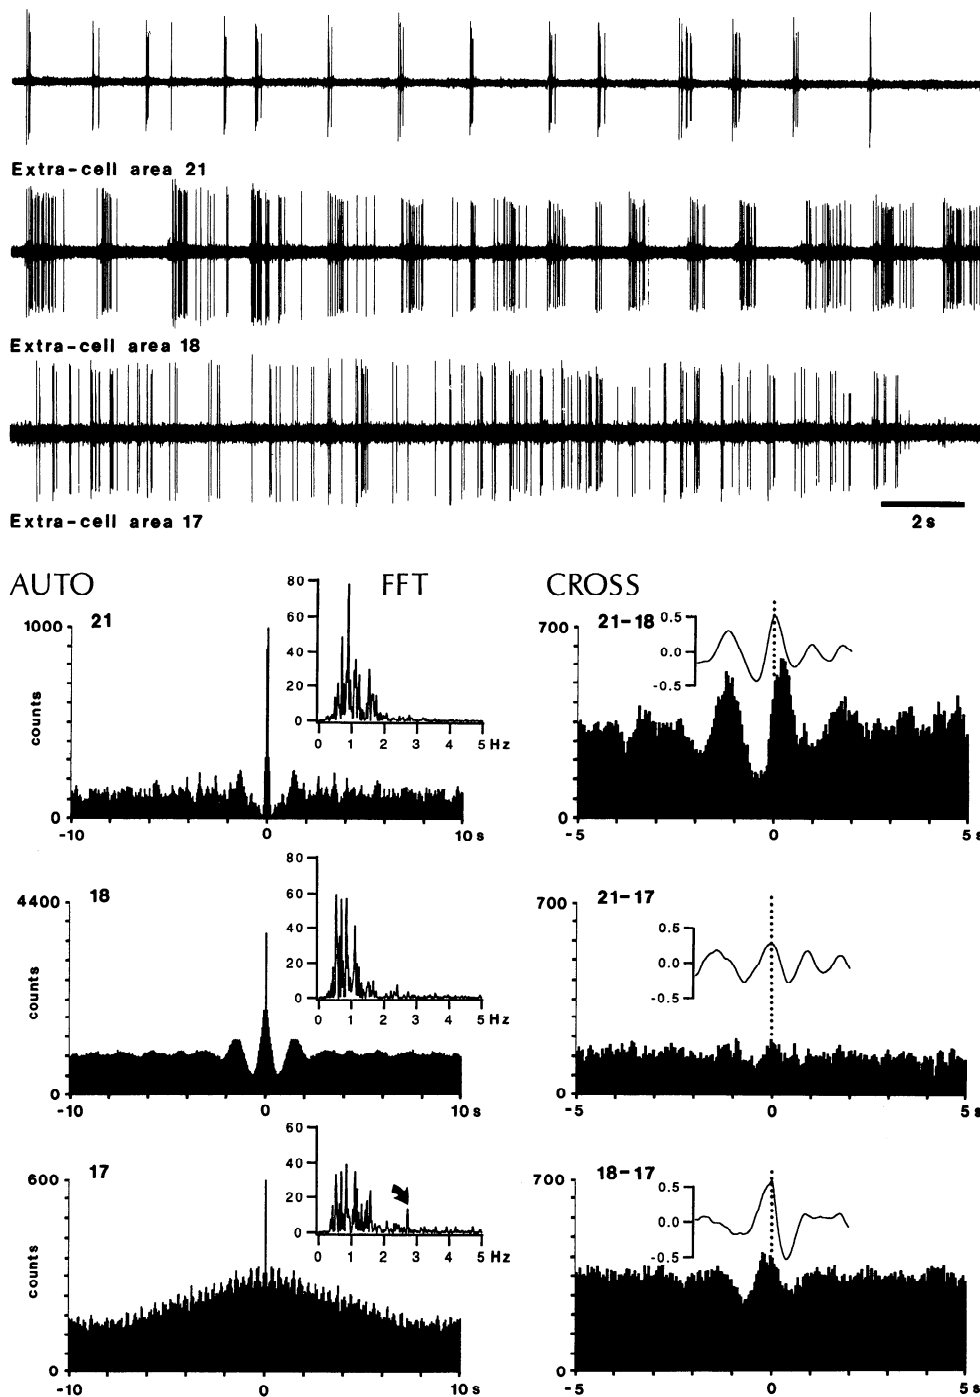 Extra-cell area 21
Extra-cell area 18
Extra-cell area 17
2s
AUTO
FFT
CROSS
21
1000
counts
0
-10
0
10 s
80
60
40
20
0
0 1 2 3 4 5 Hz
21-18
700
0
-5
0
5 s
0.5
0.0
-0.5
18
4400
counts
0
-10
0
10 s
80
60
40
20
0
0 1 2 3 4 5 Hz
21-17
700
0
-5
0
5 s
0.5
0.0
-0.5
17
600
counts
0
-10
0
10 s
60
40
20
0
0 1 2 3 4 5 Hz
18-17
700
0
-5
0
5 s
0.5
0.0
-0.5